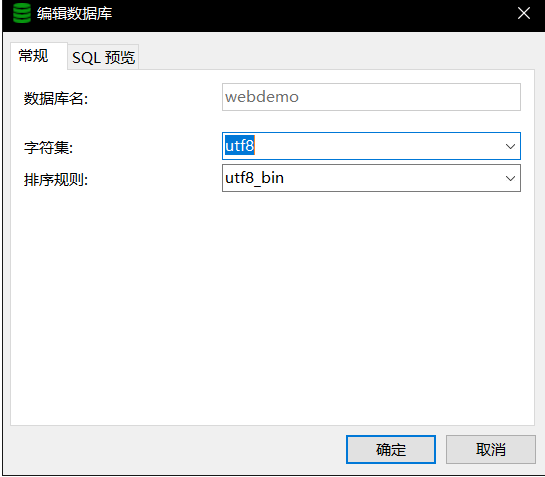 编辑数据库
常规
SQL 预览
数据库名:
webdemo
字符集:
utf8
排序规则:
utf8_bin
确定
取消